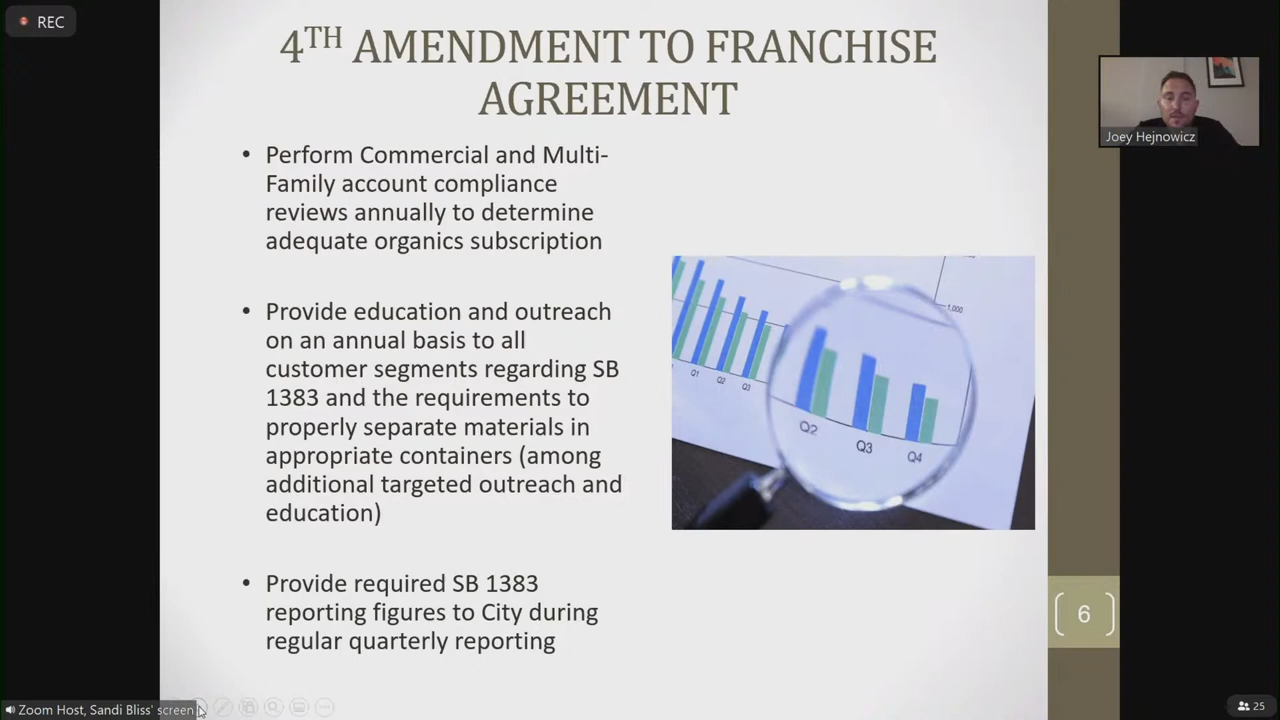 REC
4TH AMENDMENT TO FRANCHISE
AGREEMENT
• Perform Commercial and Multi-
Family account compliance
reviews annually to determine
adequate organics subscription
• Provide education and outreach
on an annual basis to all
customer segments regarding SB
1383 and the requirements to
properly separate materials in
appropriate containers (among
additional targeted outreach and
education)
• Provide required SB 1383
reporting figures to City during
regular quarterly reporting
1,000
Q1
Q2
Q3
Q2
Q3
Q4
Joey Hejnowicz
6
Zoom Host, Sandi Bliss' screen
25